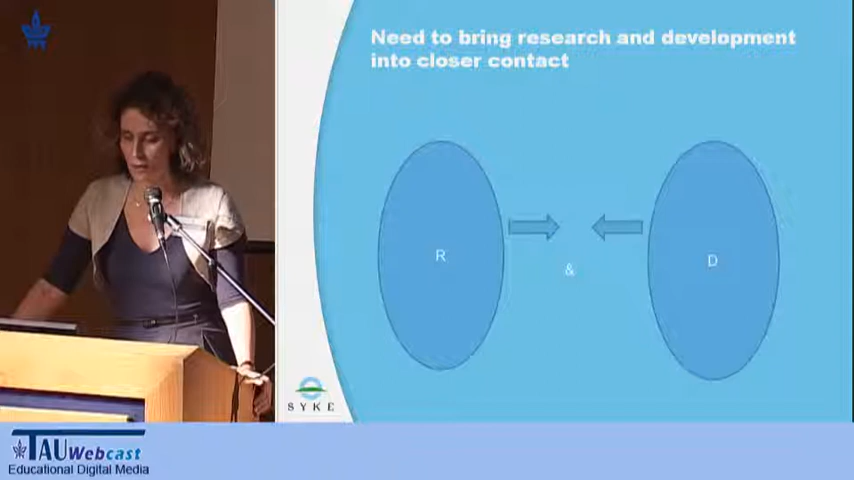 Need to bring research and development
into closer contact
R
&
D
SYKE
TAUWebcast
Educational Digital Media